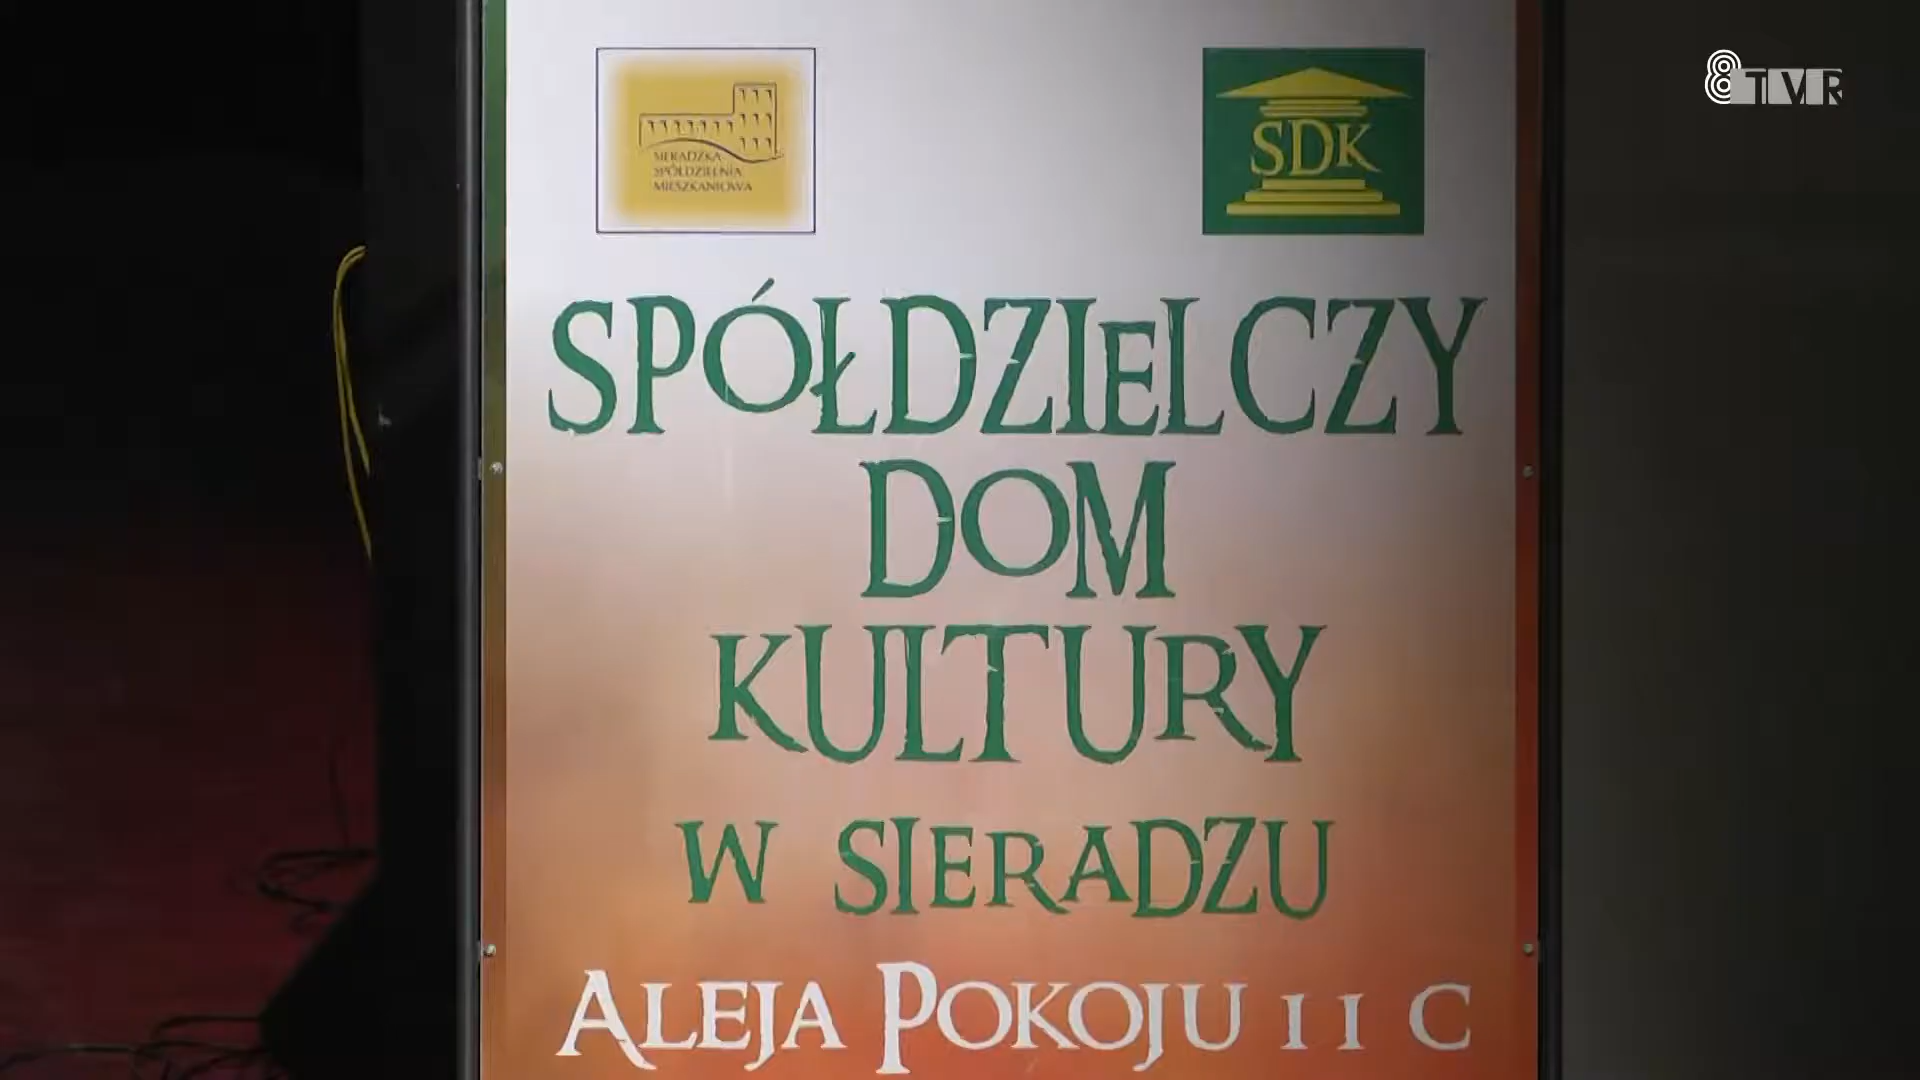 8 TVR
SIERADZKA
SPÓŁDZIELNIA
MIESZKANIOWA
SDK
SPÓŁDZIELCZY
DOM
KULTURY
W SIERADZU
ALEJA POKOJU 11 C